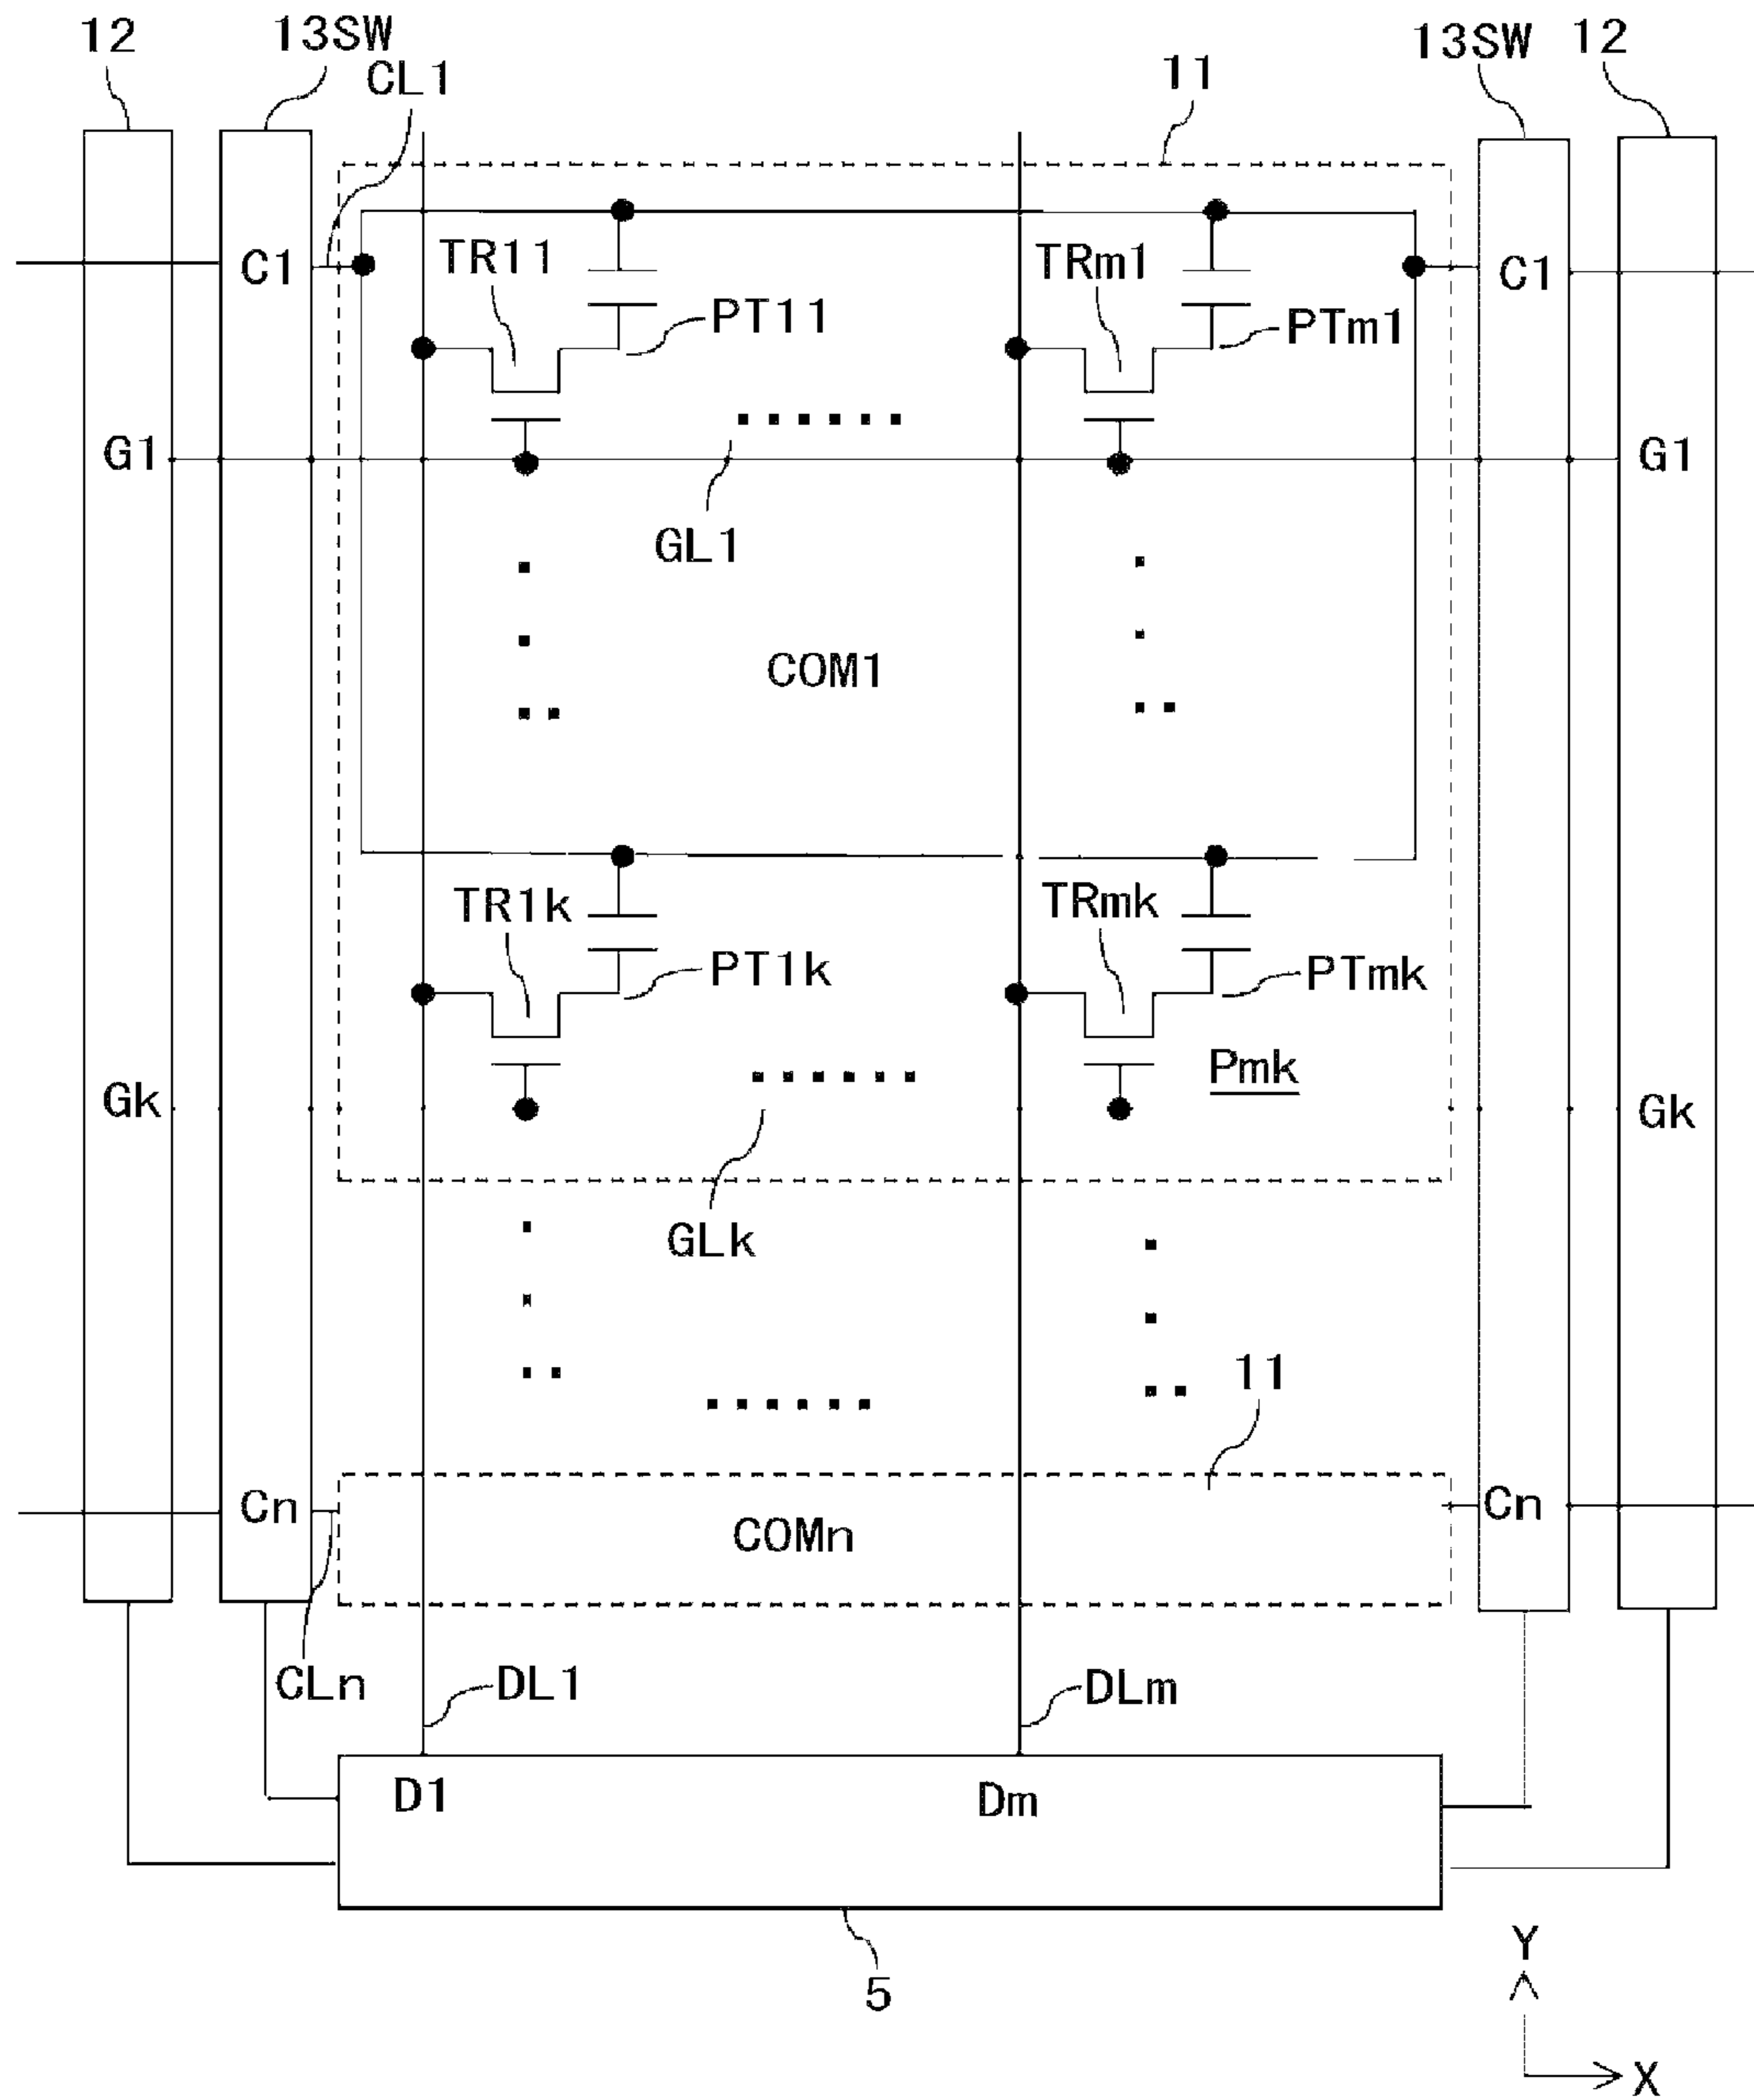 12
13SW
13SW
12
CL1
11
C1
TR11
TRm1
C1
PT11
PTm1
G1
G1
GL1
COM1
TR1k
TRmk
PT1k
PTmk
Pmk
Gk
Gk
GLk
11
Cn
COMn
Cn
CLn
DL1
DLm
D1
Dm
5
Y
X